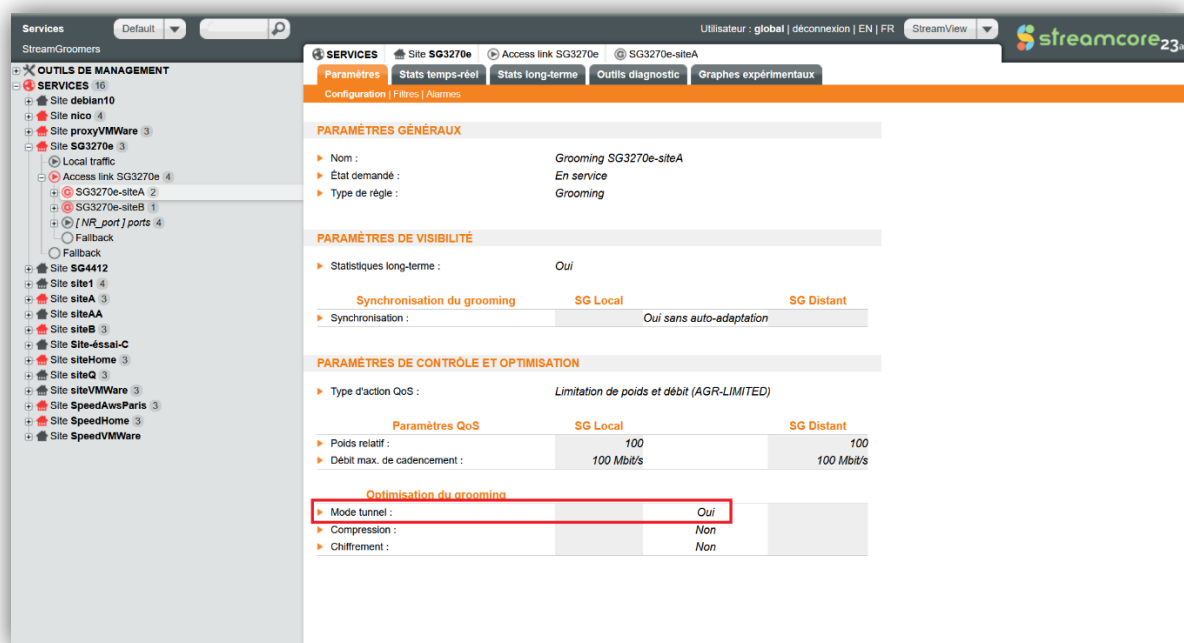 Services Default Utilisateur : global | déconnexion | EN | FR StreamView
streamcore23a
StreamGroomers
SERVICES Site SG3270e Access link SG3270e SG3270e-siteA
Paramètres Stats temps-réel Stats long-terme Outils diagnostic Graphes expérimentaux
Configuration | Filtres | Alarmes
OUTILS DE MANAGEMENT
SERVICES 16
Site debian10
Site nico 4
Site proxyVMWare 3
Site SG3270e 3
Local traffic
Access link SG3270e 4
SG3270e-siteA 2
SG3270e-siteB 1
[ NR_port ] ports 4
Fallback
Fallback
Site SG4412
Site site1 4
Site siteA 3
Site siteAA
Site siteB 3
Site Site-éssai-C
Site siteHome 3
Site siteQ 3
Site siteVMWare 3
Site SpeedAwsParis 3
Site SpeedHome 3
Site SpeedVMWare
PARAMÈTRES GÉNÉRAUX
Nom : Grooming SG3270e-siteA
État demandé : En service
Type de règle : Grooming
PARAMÈTRES DE VISIBILITÉ
Statistiques long-terme : Oui
Synchronisation du grooming SG Local SG Distant
Synchronisation : Oui sans auto-adaptation
PARAMÈTRES DE CONTRÔLE ET OPTIMISATION
Type d'action QoS : Limitation de poids et débit (AGR-LIMITED)
Paramètres QoS SG Local SG Distant
Poids relatif : 100 100
Débit max. de cadencement : 100 Mbit/s 100 Mbit/s
Optimisation du grooming
Mode tunnel : Oui
Compression : Non
Chiffrement : Non